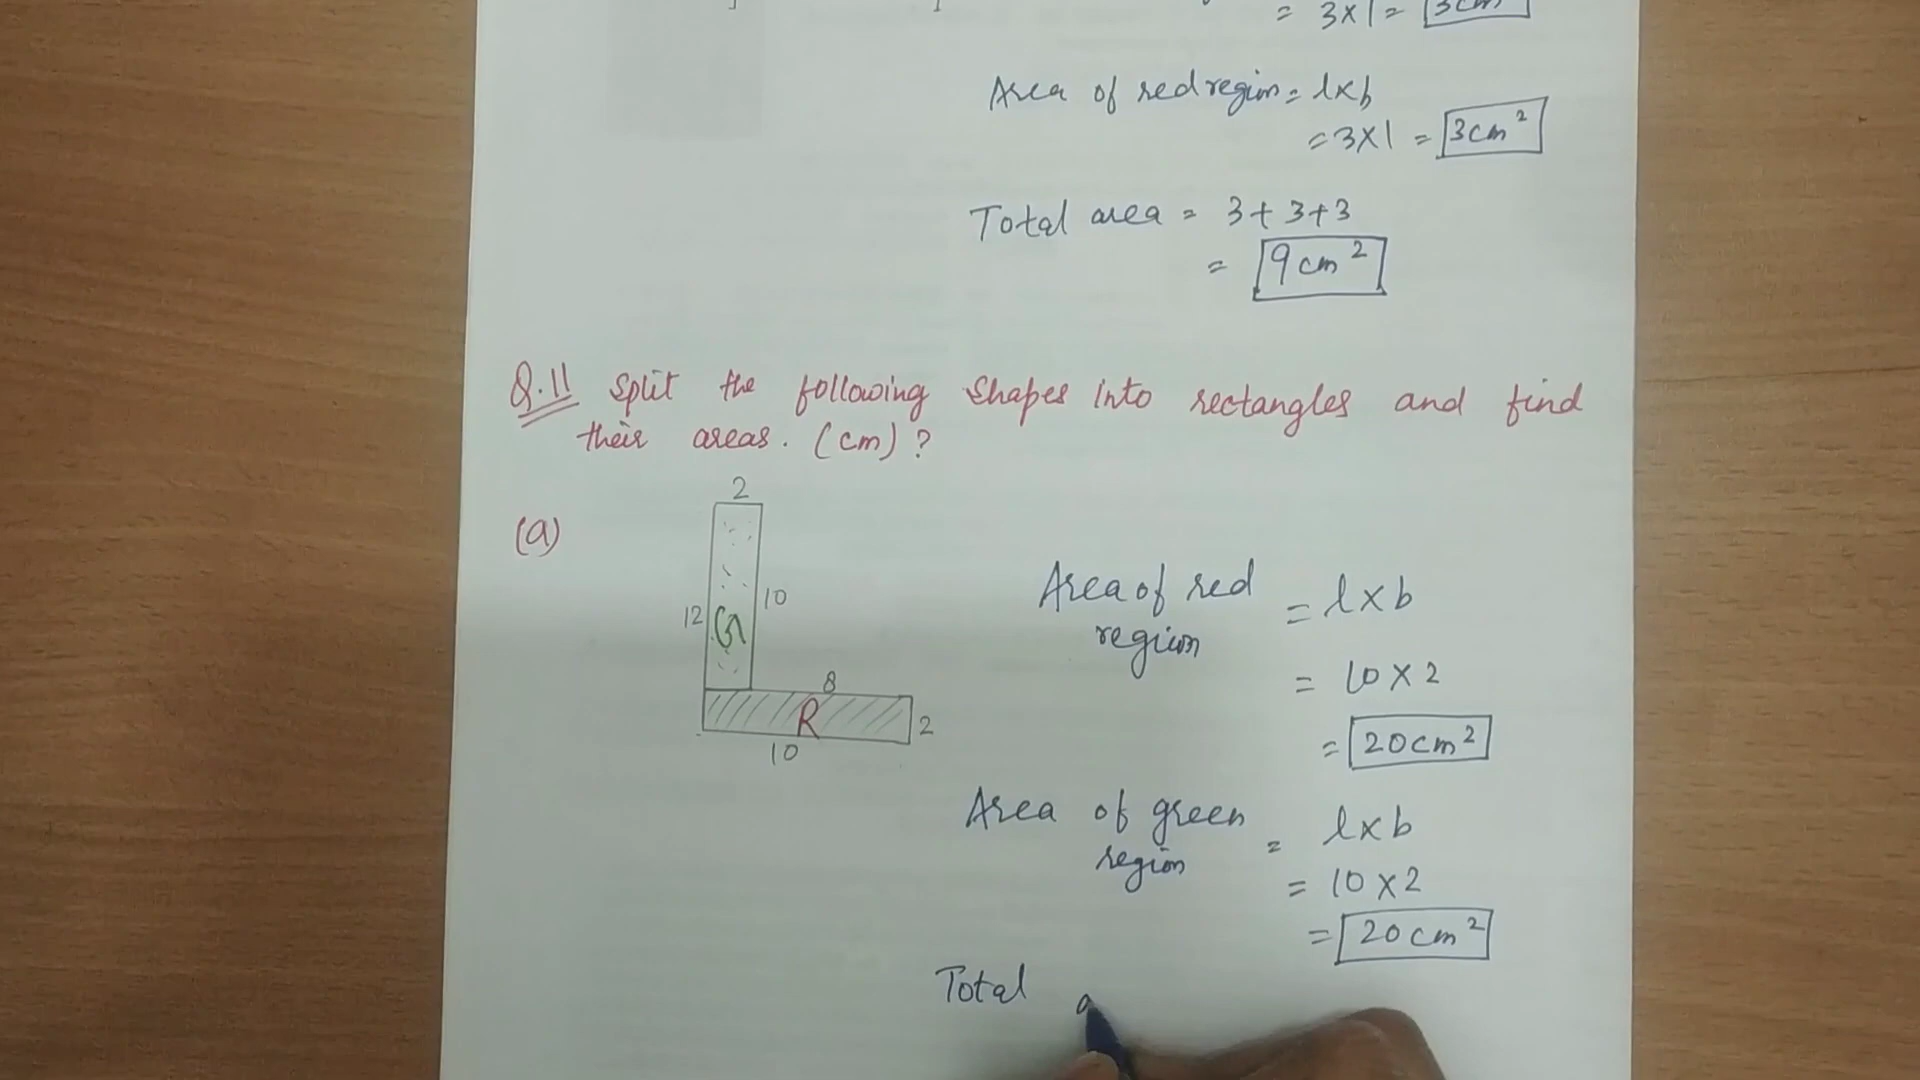 = 3×1 = 3cm
Area of red region = l×b
= 3×1 = 3cm²
Total area = 3+3+3
= 9cm²
Q.11 Split the following shapes into rectangles and find
their areas. (cm)?
(a)
2
12
10
G
8
R
2
10
Area of red
region
= l×b
= 10×2
= 20cm²
Area of green
region
= l×b
= 10×2
= 20cm²
Total a